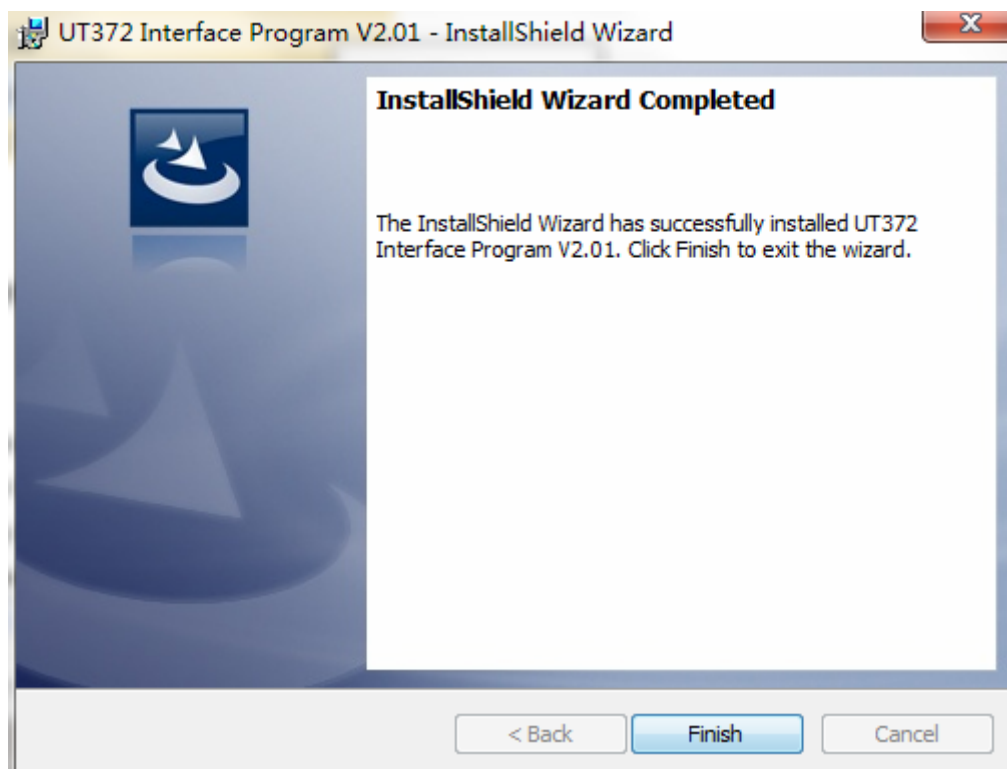 UT372 Interface Program V2.01 - InstallShield Wizard
InstallShield Wizard Completed
The InstallShield Wizard has successfully installed UT372
Interface Program V2.01. Click Finish to exit the wizard.
< Back
Finish
Cancel